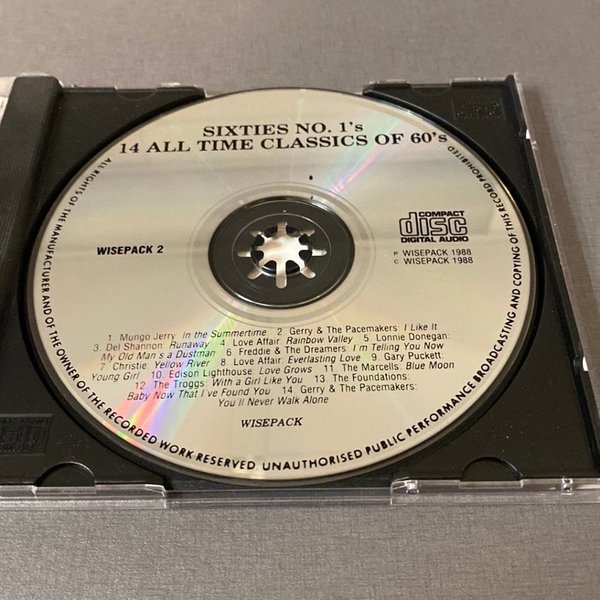 SIXTIES NO. 1's
14 ALL TIME CLASSICS OF 60's
WISEPACK 2
COMPACT
disc
DIGITAL AUDIO
P WISEPACK 1988
C WISEPACK 1988
1 Mungo Jerry: In the Summertime 2 Gerry & The Pacemakers: I Like It
3 Del Shannon Runaway 4 Love Affair Rainbow Valley 5 Lonnie Donegan:
My Old Man s a Dustman 6 Freddie & The Dreamers I m Telling You Now
7 Christie Yellow River 8 Love Affair: Everlasting Love 9 Gary Puckett:
Young Girl 10 Edison Lighthouse: Love Grows 11 The Marcells: Blue Moon
12 The Troggs: With a Girl Like You 13 The Foundations:
Baby Now That I've Found You 14 Gerry & The Pacemakers:
You ll Never Walk Alone
WISEPACK
ALL RIGHTS OF THE MANUFACTURER AND OF THE OWNER OF THE RECORDED WORK RESERVED UNAUTHORISED PUBLIC PERFORMANCE BROADCASTING AND COPYING OF THIS RECORD PROHIBITED